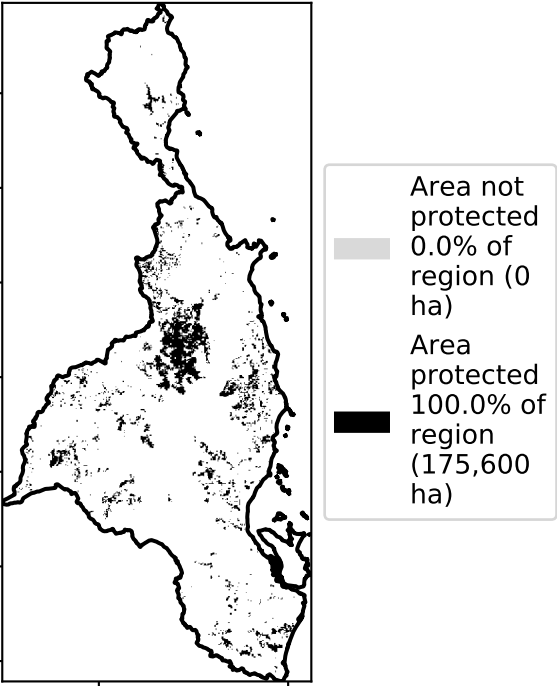 Area not
protected
0.0% of
region (0
ha)
Area
protected
100.0% of
region
(175,600
ha)